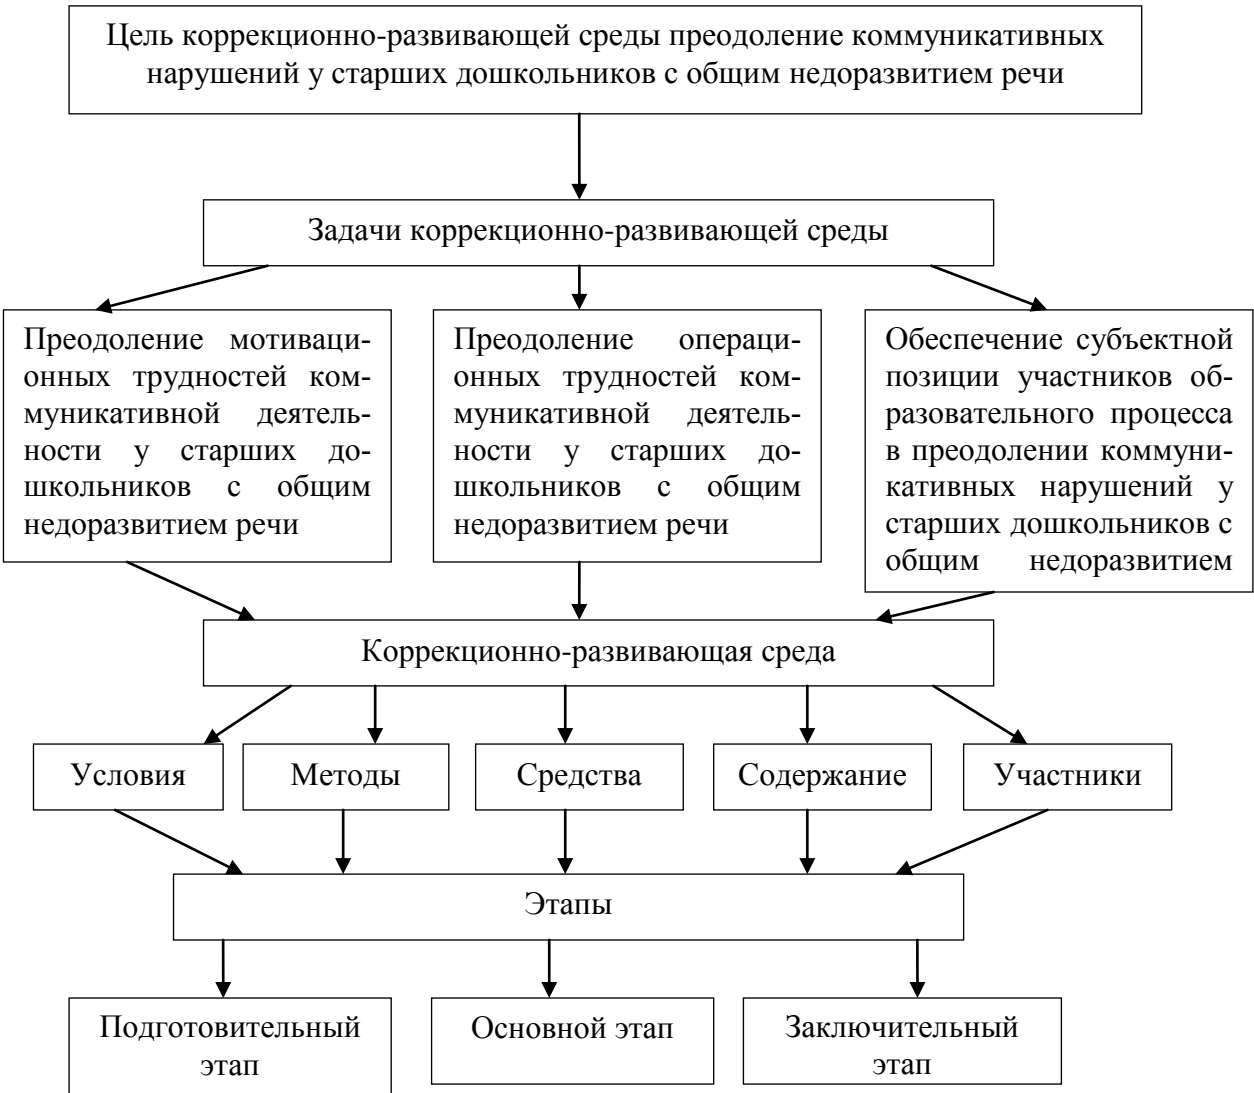 Цель коррекционно-развивающей среды преодоление коммуникативных
нарушений у старших дошкольников с общим недоразвитием речи
Задачи коррекционно-развивающей среды
Преодоление мотиваци-
онных трудностей ком-
муникативной деятель-
ности у старших до-
школьников с общим
недоразвитием речи
Преодоление операци-
онных трудностей ком-
муникативной деятель-
ности у старших до-
школьников с общим
недоразвитием речи
Обеспечение субъектной
позиции участников об-
разовательного процесса
в преодолении коммуни-
кативных нарушений у
старших дошкольников с
общим недоразвитием
Коррекционно-развивающая среда
Условия
Методы
Средства
Содержание
Участники
Этапы
Подготовительный
этап
Основной этап
Заключительный
этап